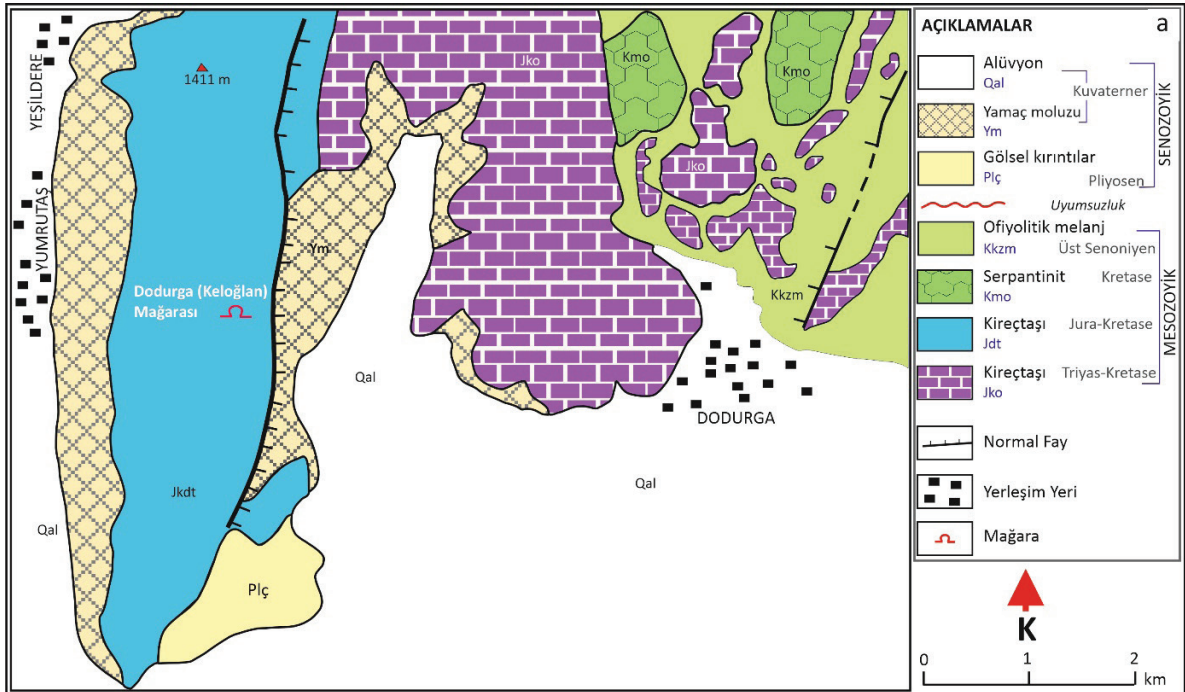 YEŞİLDERE
1411 m
Jko
Kmo
Kmo
Jko
YUMRUTAŞ
Ym
Dodurga (Keloğlan)
Mağarası
Kkzm
Qal
DODURGA
Jkdt
Qal
Qal
Plç
AÇIKLAMALAR
a
Alüvyon
Qal
Kuvaterner
Yamaç moluzu
Ym
Gölsel kırıntılar
Plç
Pliyosen
SENOZOYİK
Uyumsuzluk
Ofiyolitik melanj
Kkzm
Üst Senoniyen
Serpantinit
Kretase
Kmo
Kireçtaşı
Jura-Kretase
Jdt
Kireçtaşı
Triyas-Kretase
Jko
MESOZOYİK
Normal Fay
Yerleşim Yeri
Mağara
K
0 1 2
km